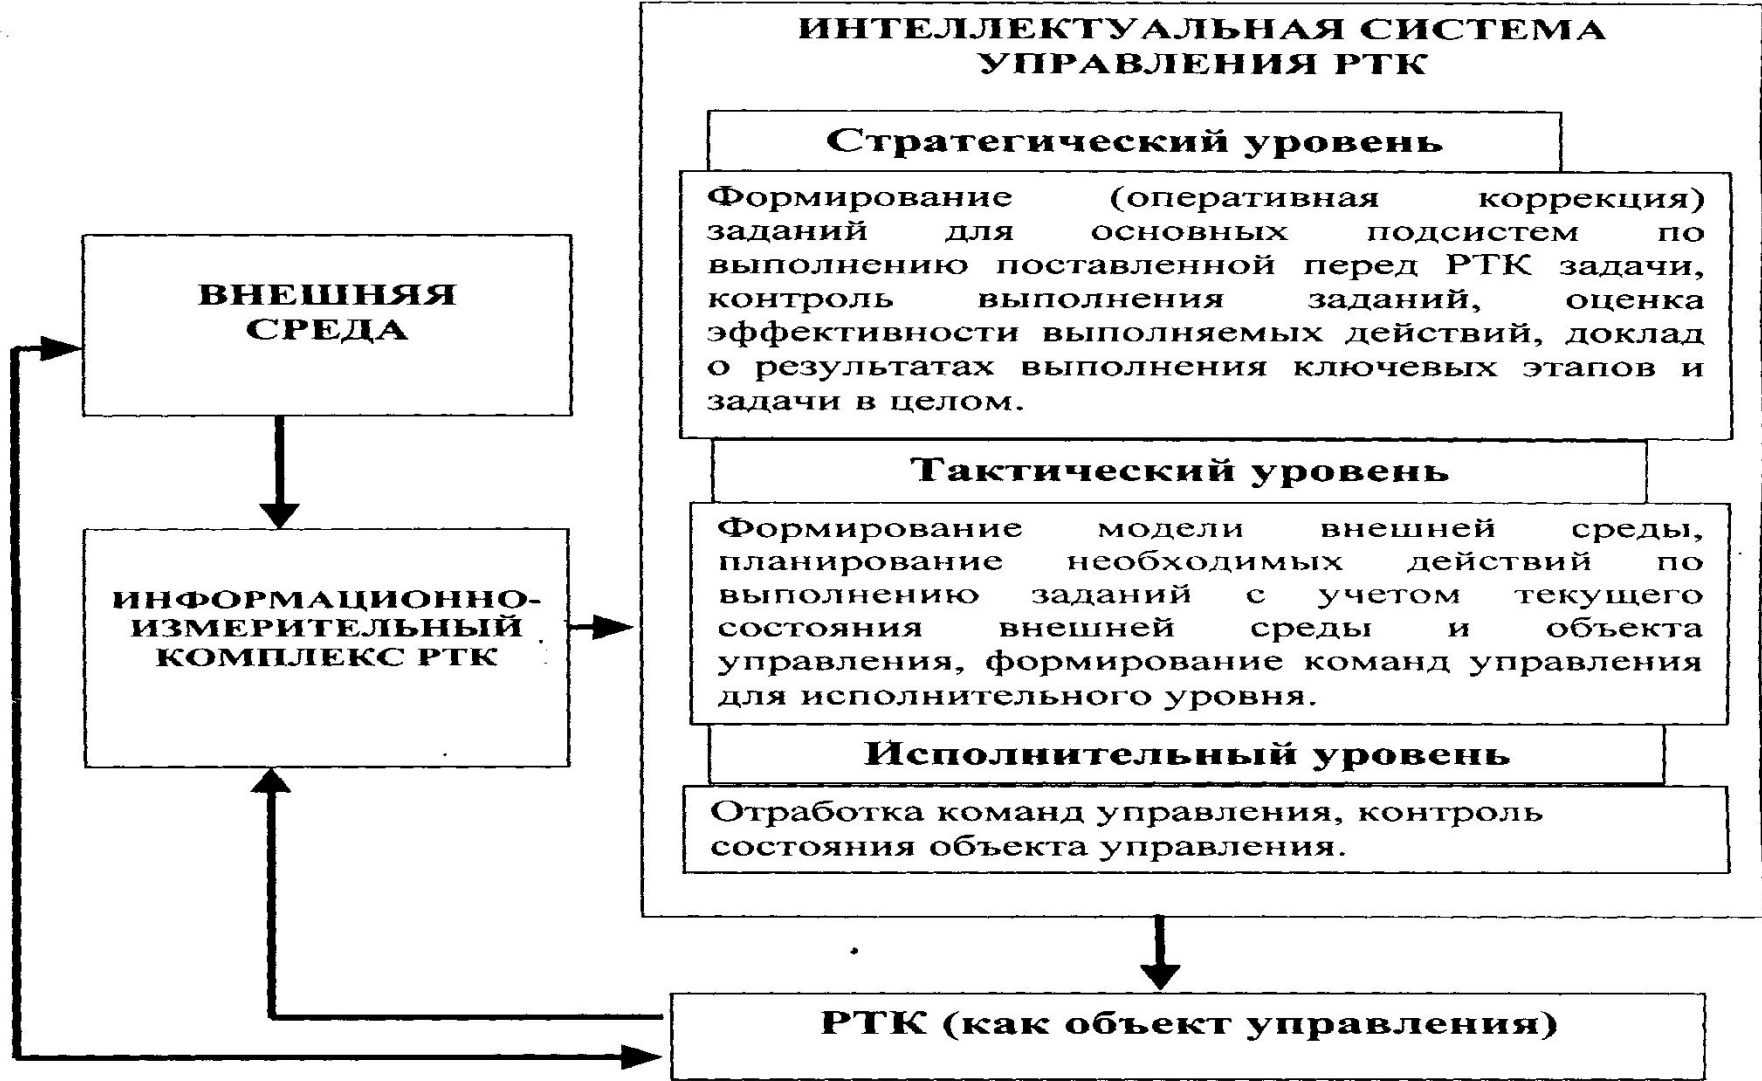 ИНТЕЛЛЕКТУАЛЬНАЯ СИСТЕМА
УПРАВЛЕНИЯ РТК
Стратегический уровень
Формирование (оперативная коррекция)
заданий для основных подсистем по
выполнению поставленной перед РТК задачи,
контроль выполнения заданий, оценка
эффективности выполняемых действий, доклад
о результатах выполнения ключевых этапов и
задачи в целом.
Тактический уровень
Формирование модели внешней среды,
планирование необходимых действий по
выполнению заданий с учетом текущего
состояния внешней среды и объекта
управления, формирование команд управления
для исполнительного уровня.
Исполнительный уровень
Отработка команд управления, контроль
состояния объекта управления.
ВНЕШНЯЯ
СРЕДА
ИНФОРМАЦИОННО-
ИЗМЕРИТЕЛЬНЫЙ
КОМПЛЕКС РТК
РТК (как объект управления)